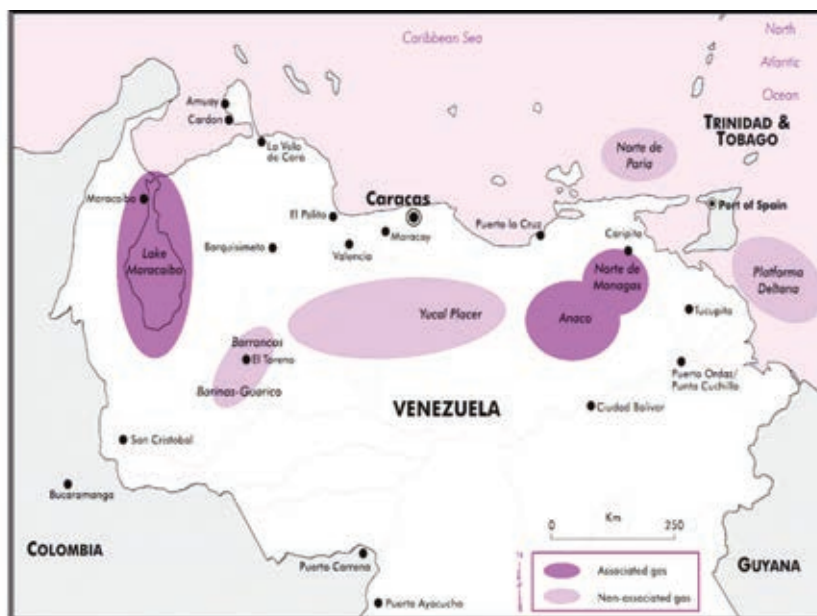 Caribbean Sea
North
Atlantic
Ocean
Amuay
Cardon
TRINIDAD &
TOBAGO
La Vela
de Coro
Norte de
Paria
Maracaibo
Caracas
Port of Spain
El Palito
Maracay
Puerto la Cruz
Caripito
Barquisimeto
Valencia
Lake
Maracaibo
Norte de
Monagas
Platforma
Deltana
Yucal Placer
Anaco
Tucupita
Barrancas
El Toreno
Barinas-Guarico
Puerto Ordas/
Punta Cuchillo
VENEZUELA
Ciudad Bolivar
San Cristobal
Bucaramanga
Km
0 250
COLOMBIA
Puerto Carreno
GUYANA
Associated gas
Non-associated gas
Puerto Ayacucho